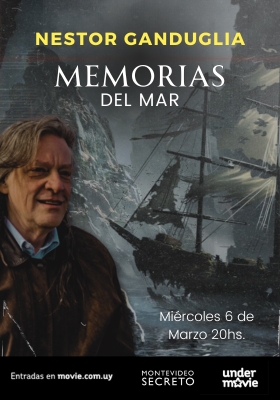 NESTOR GANDUGLIA
MEMORIAS
DEL MAR
Miércoles 6 de
Marzo 20hs.
Entradas en movie.com.uy
MONTEVIDEO
SECRETO
under
movie